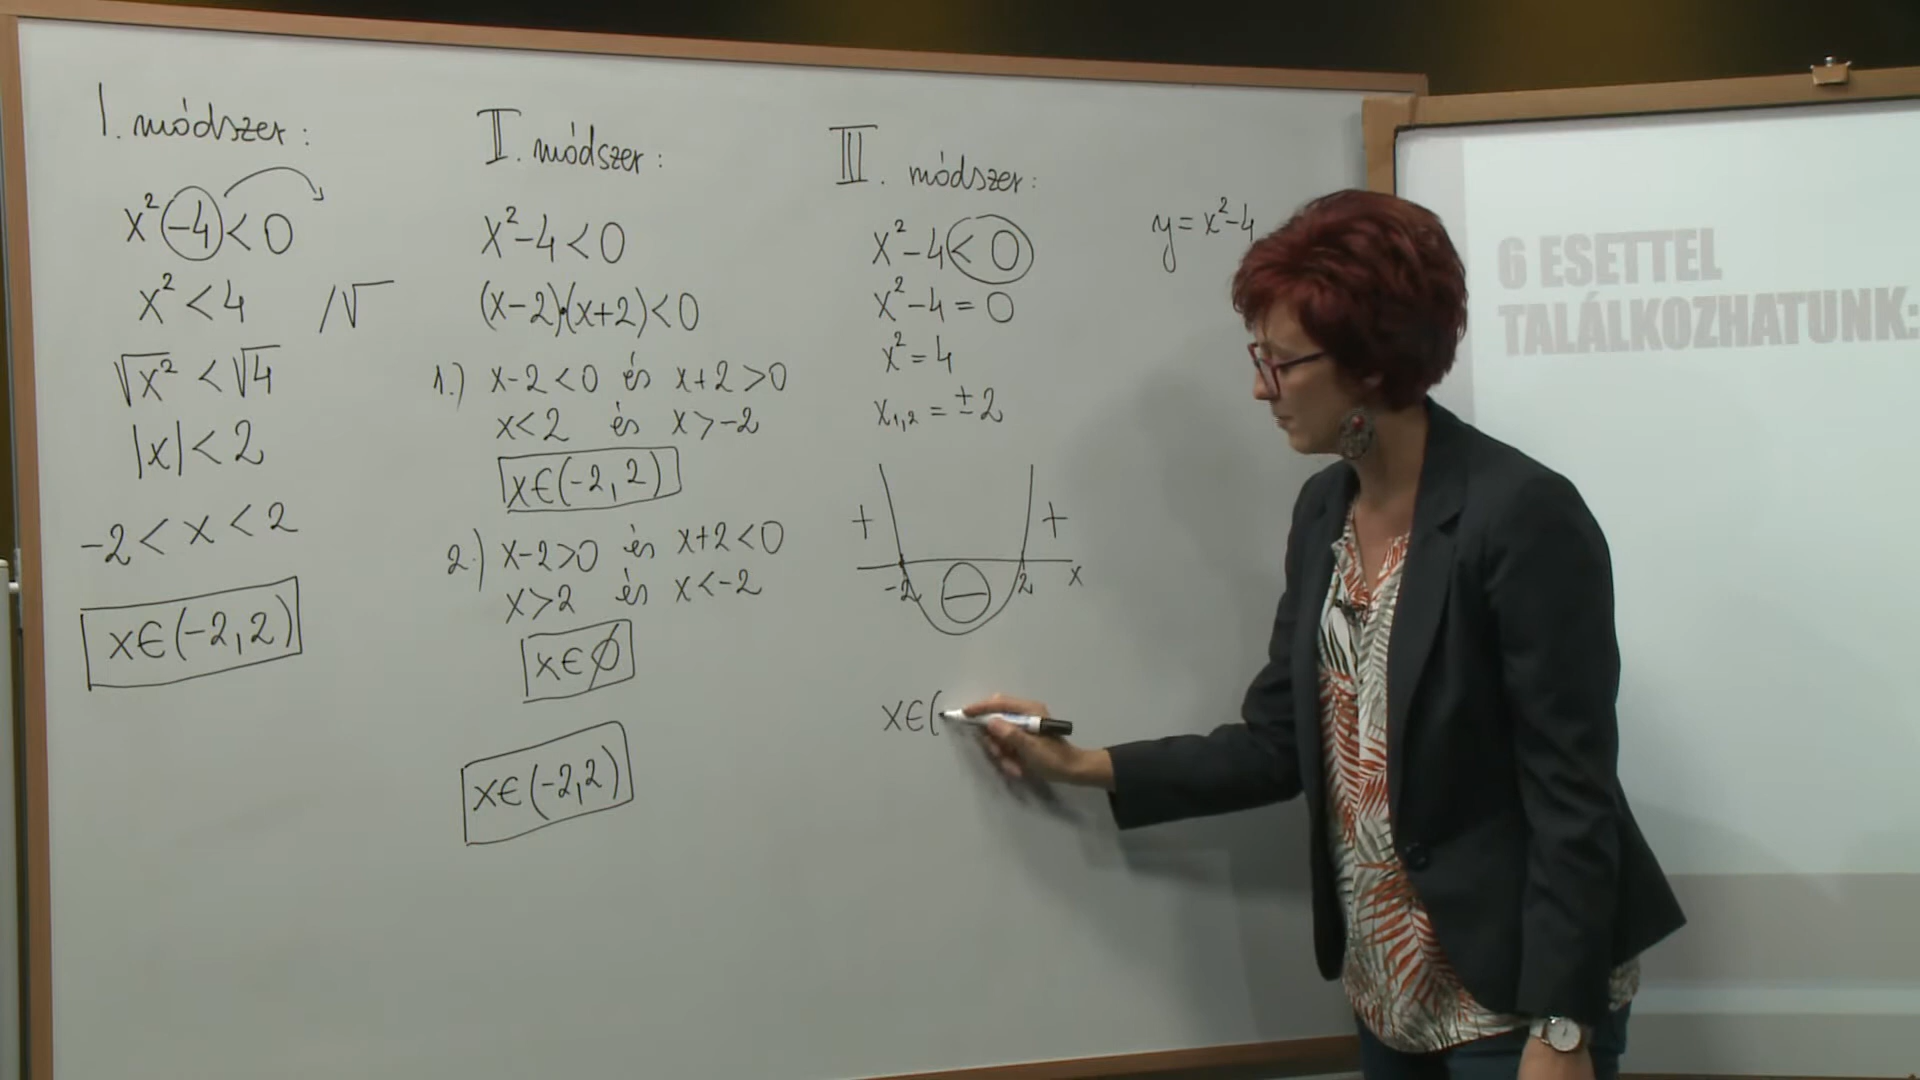 I. módszer:
x²-4<0
x²<4 /√
√x² < √4
|x|<2
-2<x<2
x∈(-2,2)
II. módszer:
x²-4<0
(x-2)·(x+2)<0
1.) x-2<0 és x+2>0
x<2 és x>-2
x∈(-2,2)
2.) x-2>0 és x+2<0
x>2 és x<-2
x∈∅
x∈(-2,2)
III. módszer:
x²-4<0
x²-4=0
x²=4
x₁,₂=±2
+ +
-2 − 2 x
x∈(-
y=x²-4
6 ESETTEL
TALÁLKOZHATUNK: